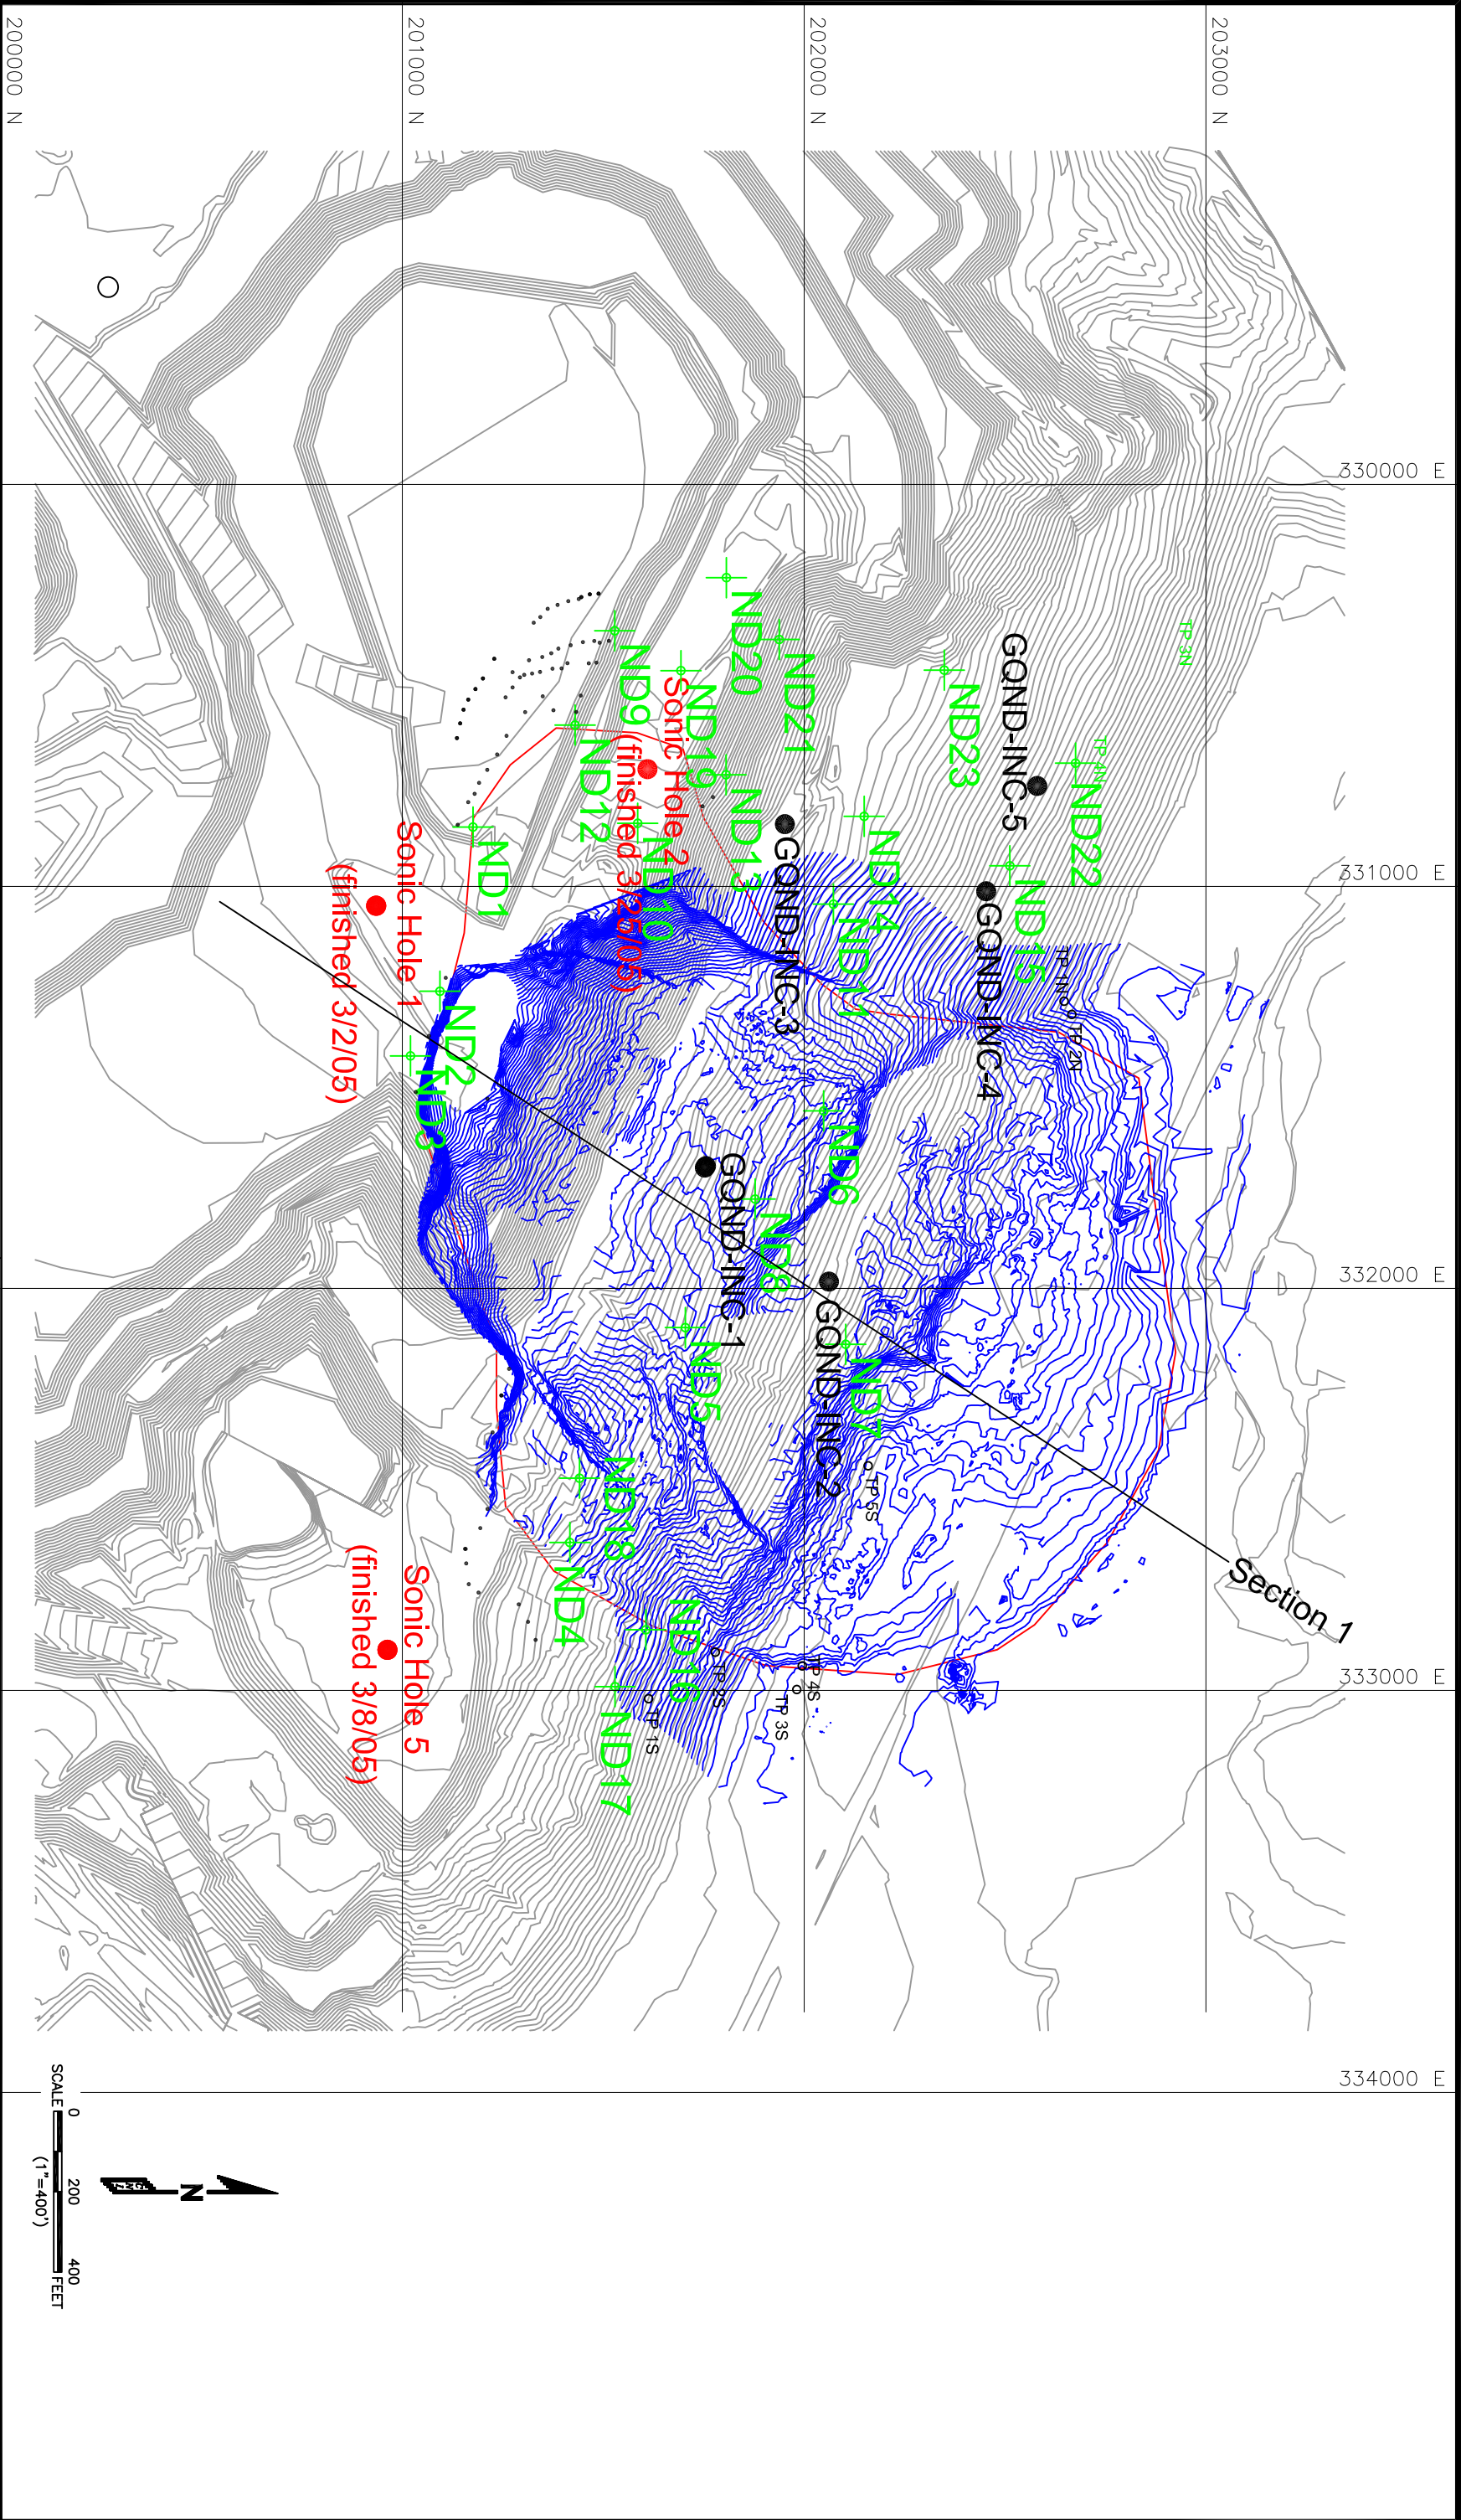 200000 N
201000 N
202000 N
203000 N
330000 E
331000 E
332000 E
333000 E
334000 E
TP 3N
TP 4N
ND20
ND21
ND9
ND19
ND23
GQND-INC-5
ND22
Sonic Hole 2
(finished 3/25/05)
ND12
ND13
ND10
ND14
ND15
GQND-INC-3
ND11
GQND-INC-4
TP 1N
TP 2N
ND1
Sonic Hole 1
(finished 3/2/05)
ND2
ND3
ND6
GQND-INC-1
ND8
GQND-INC-2
ND5
ND7
TP 5S
ND18
ND4
ND16
ND17
TP 2S
TP 1S
TP 4S
TP 3S
Section 1
Sonic Hole 5
(finished 3/8/05)
N
SCALE
0 200 400
FEET
(1"=400')